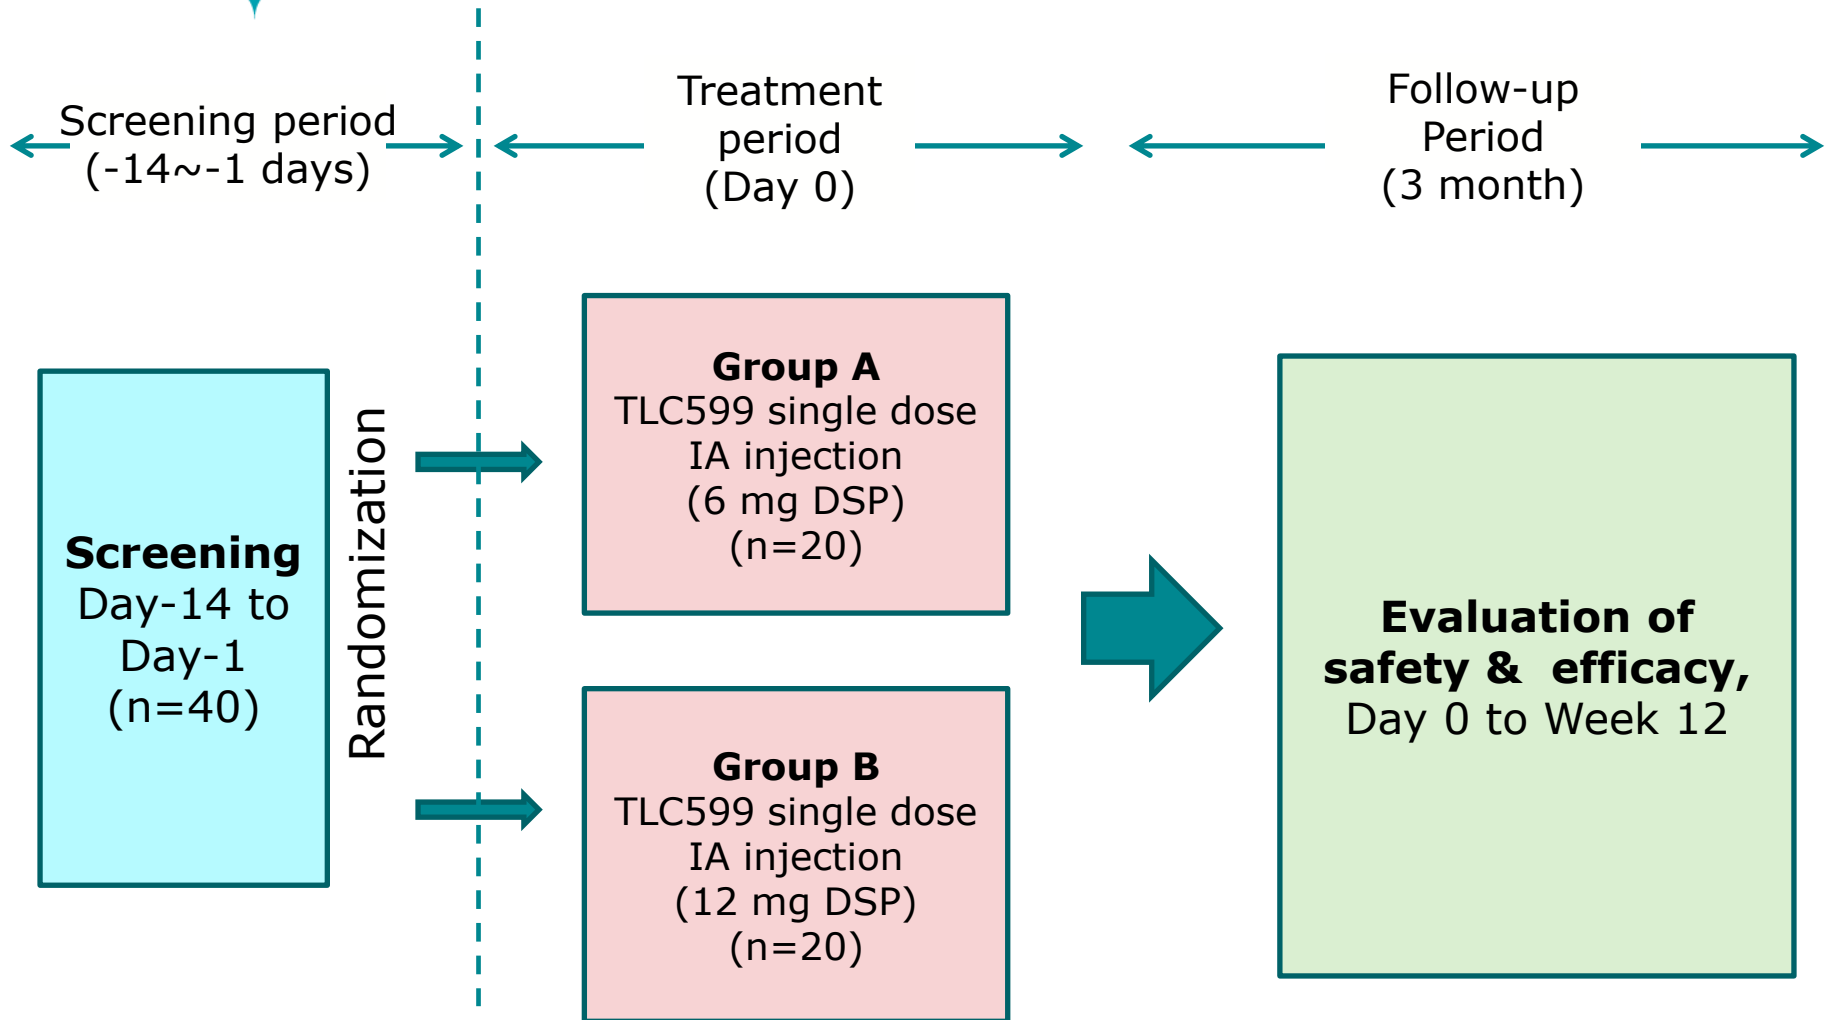 Screening period
(-14~-1 days)
Treatment
period
(Day 0)
Follow-up
Period
(3 month)
Screening
Day-14 to
Day-1
(n=40)
Randomization
Group A
TLC599 single dose
IA injection
(6 mg DSP)
(n=20)
Group B
TLC599 single dose
IA injection
(12 mg DSP)
(n=20)
Evaluation of
safety &  efficacy,
Day 0 to Week 12